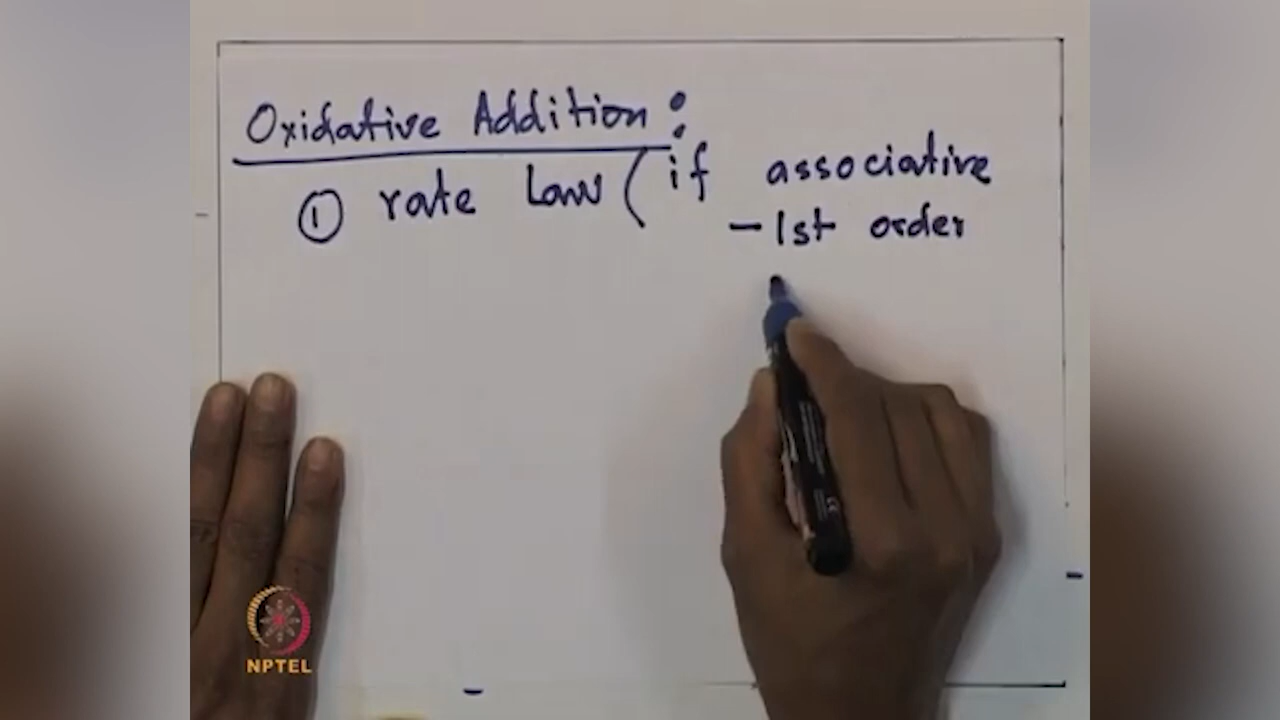 Oxidative Addition:
① rate law (if associative
- 1st order
NPTEL